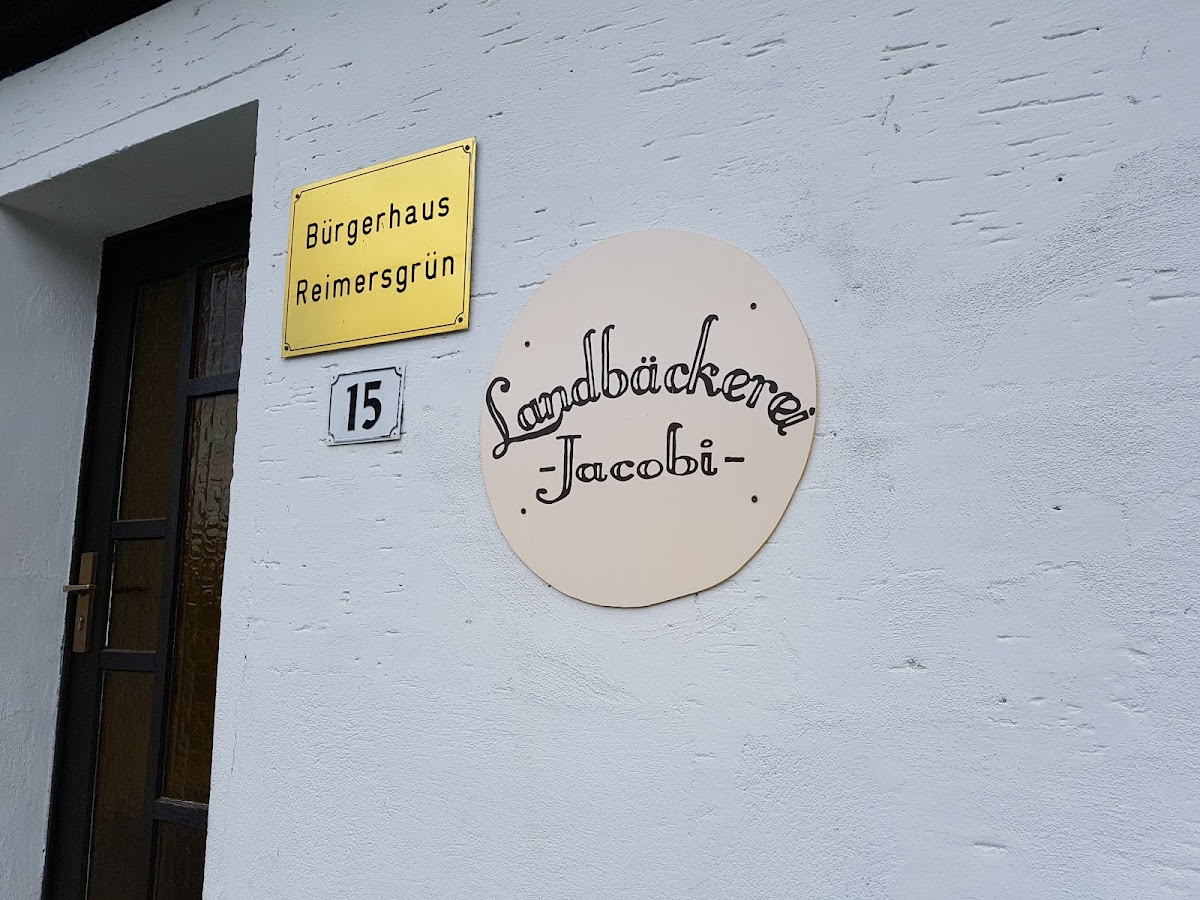 Bürgerhaus
Reimersgrün
15
Landbäckerei
-Jacobi-